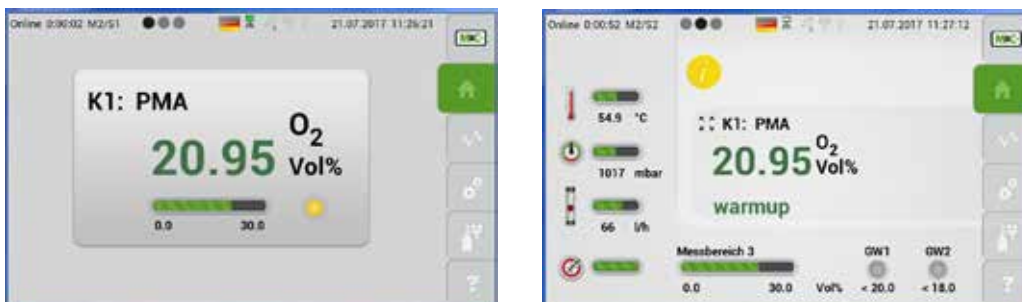 Online 0:00:02 M2/S1 21.07.2017 11:26:21
K1: PMA
O2
20.95 Vol%
0.0 30.0
Online 0:00:52 M2/S2 21.07.2017 11:27:12
54.9 °C
1017 mbar
66 l/h
K1: PMA
O2
20.95 Vol%
warmup
Messbereich 3 GW1 GW2
0.0 30.0 Vol% < 20.0 < 18.0